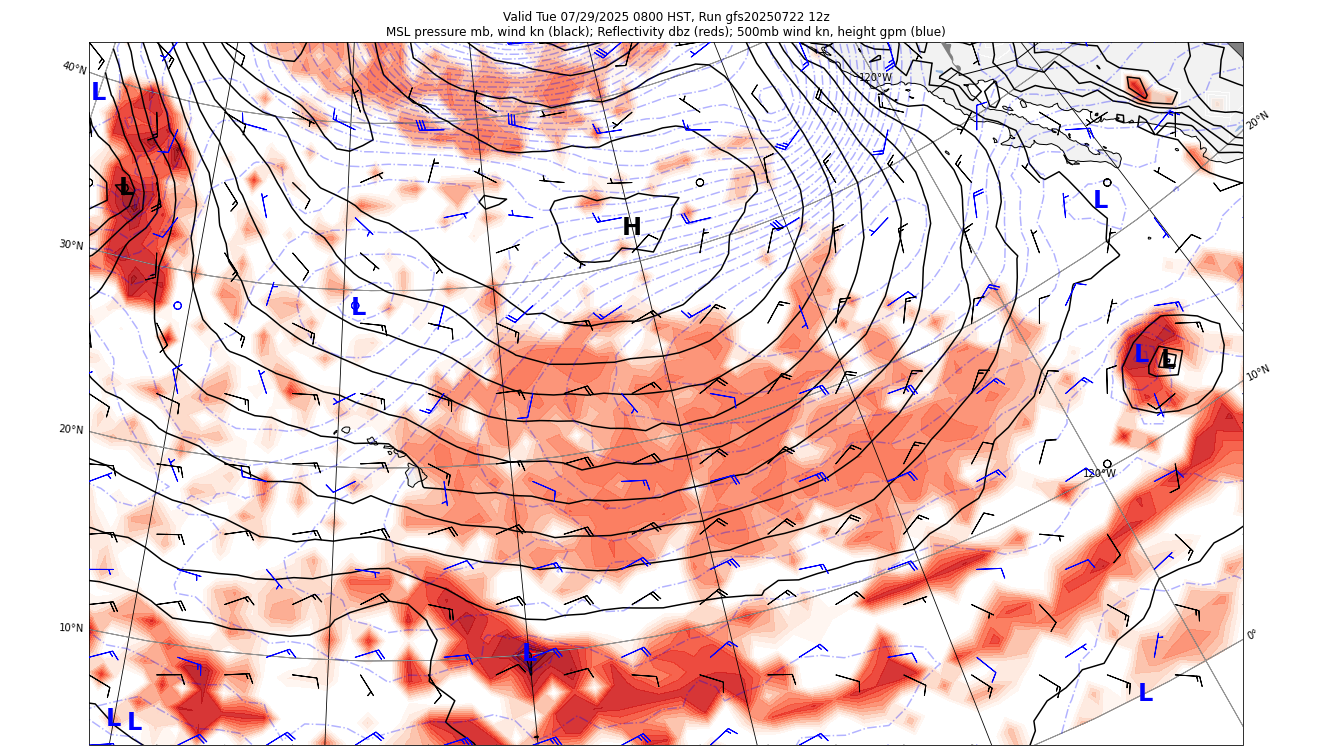 Valid Tue 07/29/2025 0800 HST, Run gfs20250722 12z
MSL pressure mb, wind kn (black); Reflectivity dbz (reds); 500mb wind kn, height gpm (blue)
40°N
120°W
L
20°N
L
L
30°N
H
L
L
L
10°N
20°N
120°W
10°N
0°
L
L
L
L